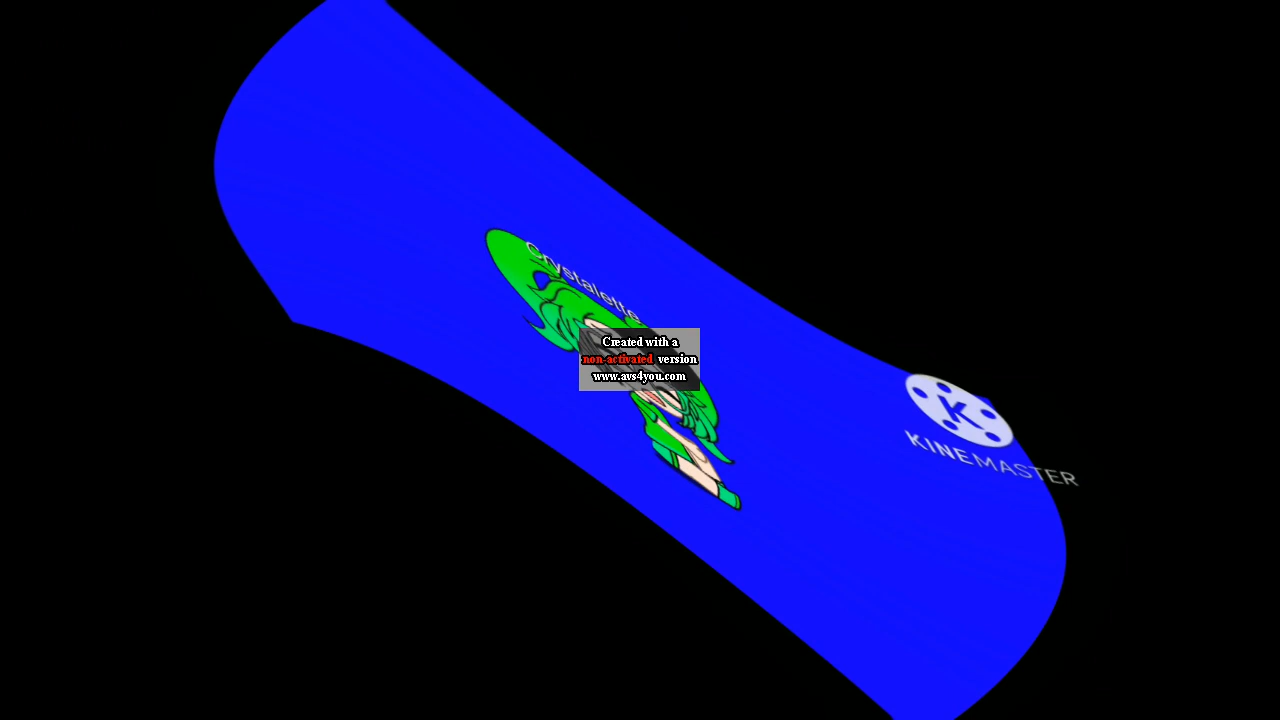 Crystalette
Created with a
non-activated version
www.avs4you.com
K
KINEMASTER